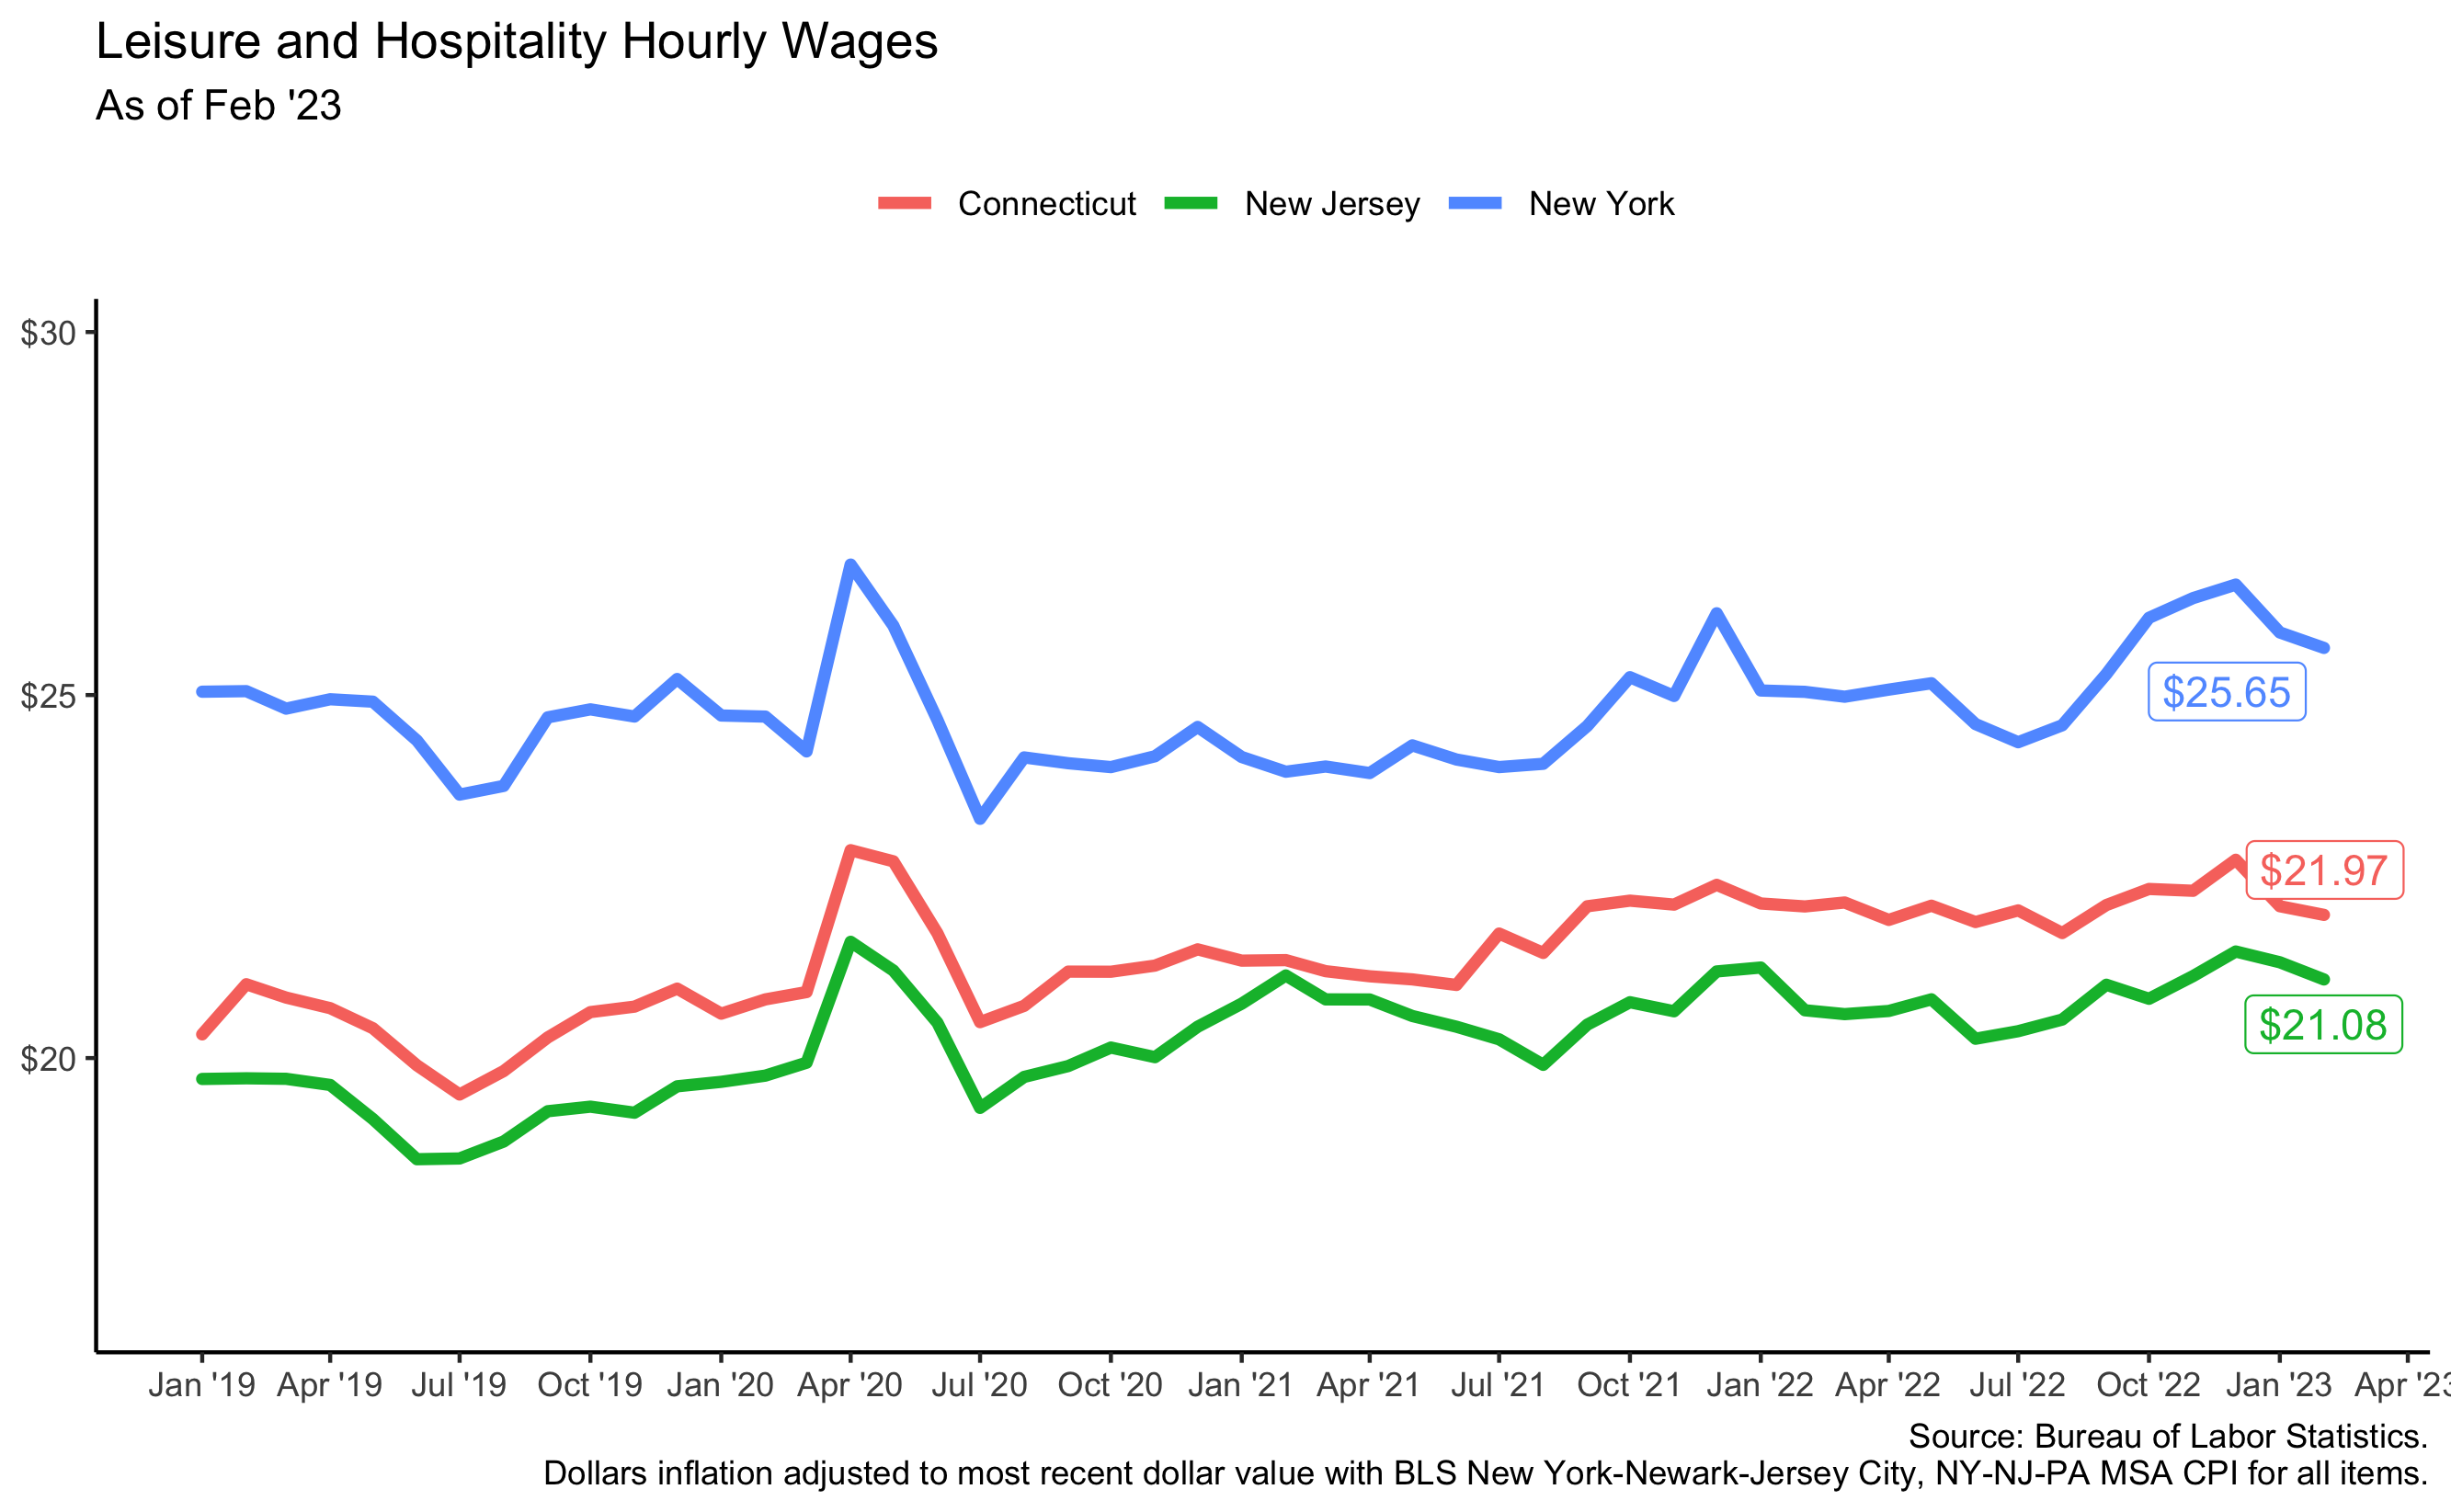 Leisure and Hospitality Hourly Wages
As of Feb '23
Connecticut New Jersey New York
$30
$25
$20
$25.65
$21.97
$21.08
Jan '19 Apr '19 Jul '19 Oct '19 Jan '20 Apr '20 Jul '20 Oct '20 Jan '21 Apr '21 Jul '21 Oct '21 Jan '22 Apr '22 Jul '22 Oct '22 Jan '23 Apr '23
Source: Bureau of Labor Statistics.
Dollars inflation adjusted to most recent dollar value with BLS New York-Newark-Jersey City, NY-NJ-PA MSA CPI for all items.